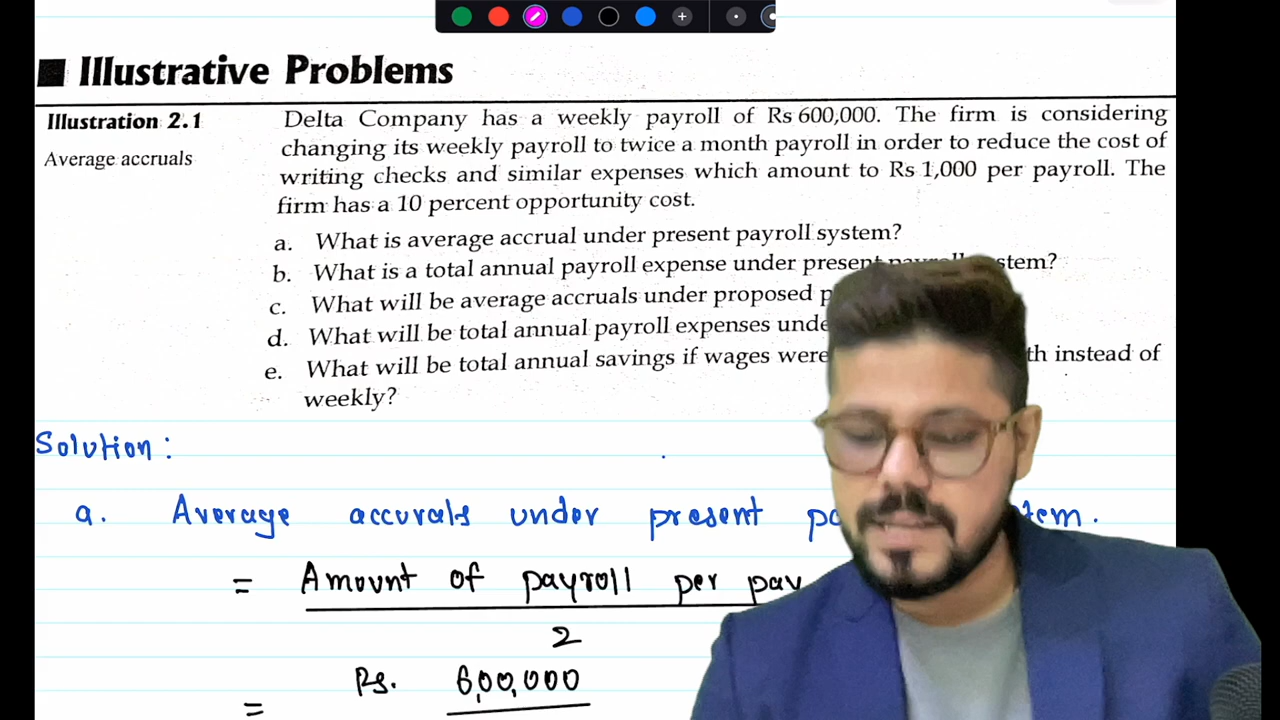 Illustrative Problems
Illustration 2.1
Average accruals
Delta Company has a weekly payroll of Rs 600,000. The firm is considering
changing its weekly payroll to twice a month payroll in order to reduce the cost of
writing checks and similar expenses which amount to Rs 1,000 per payroll. The
firm has a 10 percent opportunity cost.
a. What is average accrual under present payroll system?
b. What is a total annual payroll expense under present
c. What will be average accruals under proposed
d. What will be total annual payroll expenses
e. What will be total annual savings if wages were instead of
weekly?
Solution:
a. Average accurals under present
= Amount of payroll per
2
= Rs. 600,000